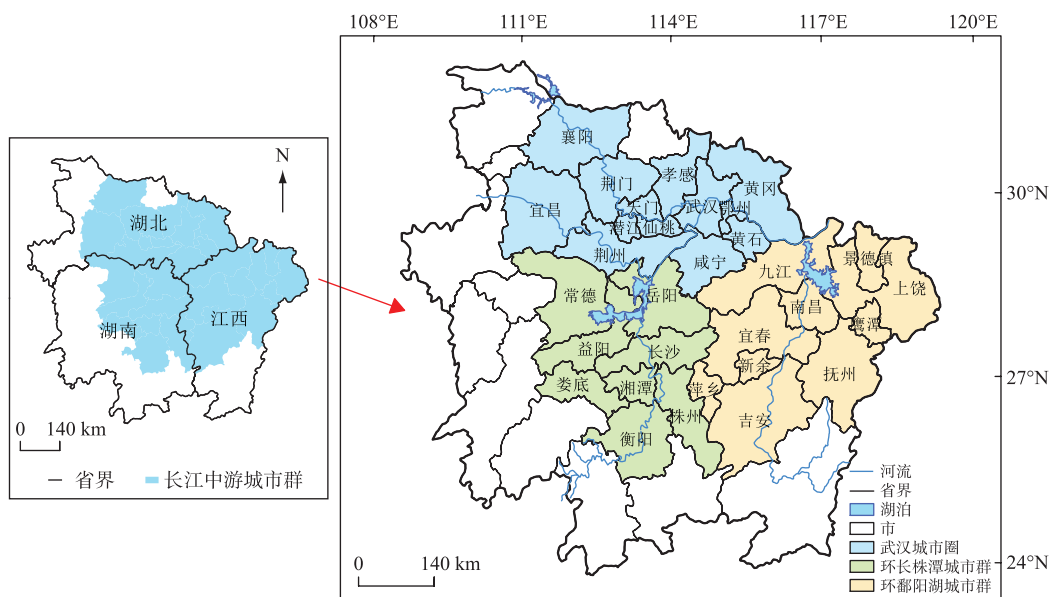 108°E
111°E
114°E
117°E
120°E
30°N
27°N
24°N
N
湖北
湖南
江西
0 140 km
省界
长江中游城市群
襄阳
荆门
孝感
黄冈
宜昌
天门
武汉
鄂州
潜江
仙桃
黄石
荆州
咸宁
九江
景德镇
上饶
常德
岳阳
南昌
鹰潭
宜春
益阳
长沙
新余
抚州
娄底
湘潭
萍乡
株州
吉安
衡阳
0 140 km
河流
省界
湖泊
市
武汉城市圈
环长株潭城市群
环鄱阳湖城市群